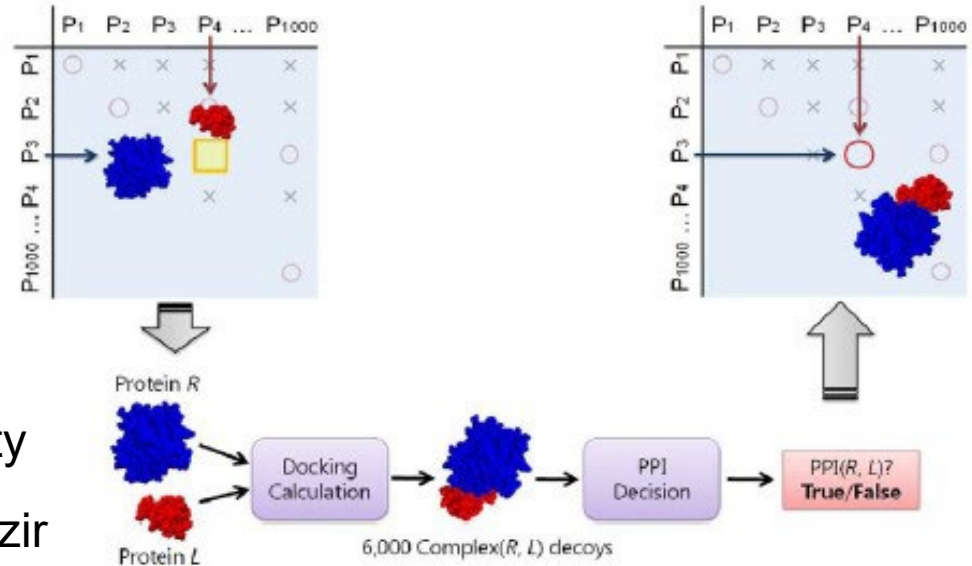 P1 P2 P3 P4 ... P1000
P1
P2
P3
P1000 ... P4
P1 P2 P3 P4 ... P1000
P1
P2
P3
P1000 ... P4
Protein R
ty
zir
Protein L
Docking
Calculation
6,000 Complex(R, L) decoys
PPI
Decision
PPI(R, L)?
True/False